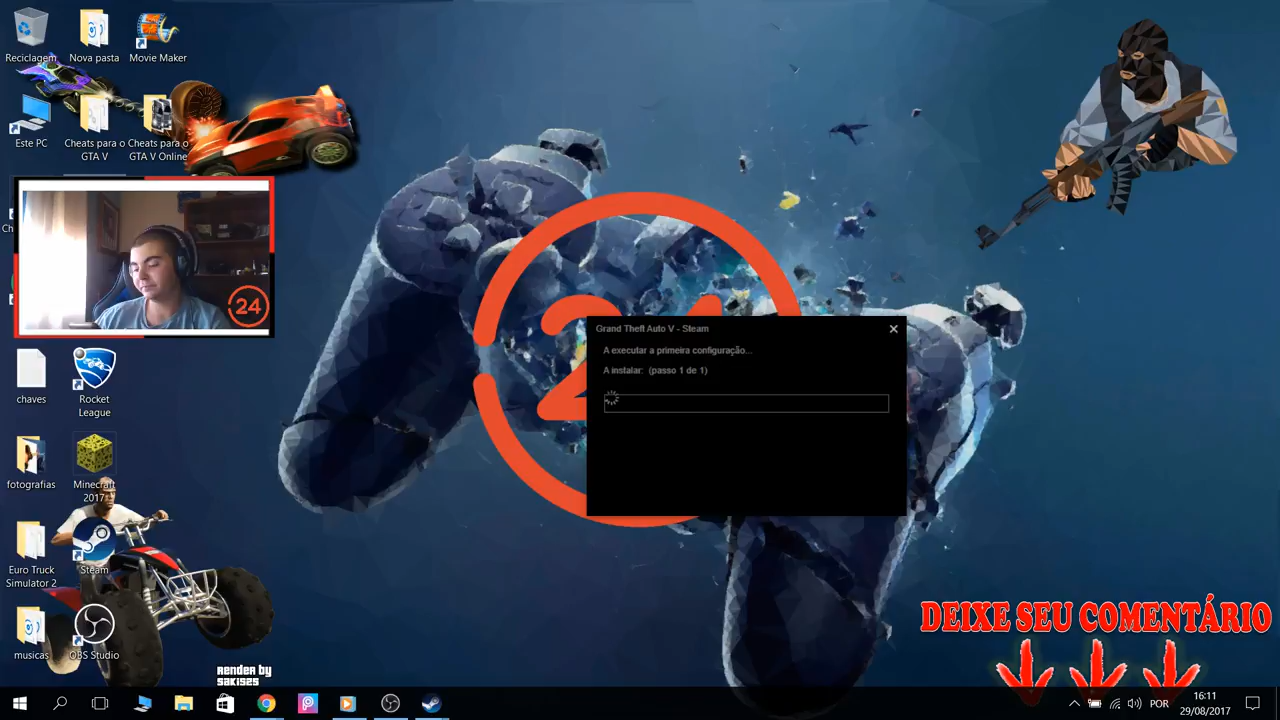 Reciclagem
Nova pasta
Movie Maker
Este PC
Cheats para o
GTA V
Cheats para o
GTA V Online
24
24
Grand Theft Auto V - Steam
A executar a primeira configuração...
A instalar: (passo 1 de 1)
chaves
Rocket
League
fotografias
Minecraft
2017
Euro Truck
Simulator 2
Steam
musicas
OBS Studio
Render by
sakis25
DEIXE SEU COMENTÁRIO
POR
16:11
29/08/2017